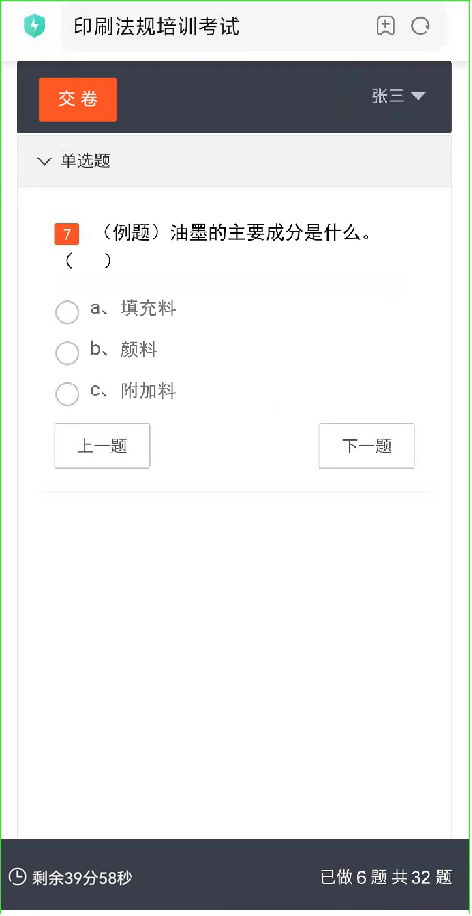 印刷法规培训考试
交 卷
张三
单选题
7 （例题）油墨的主要成分是什么。
（ ）
a、填充料
b、颜料
c、附加料
上一题 下一题
剩余39分58秒 已做 6 题 共 32 题